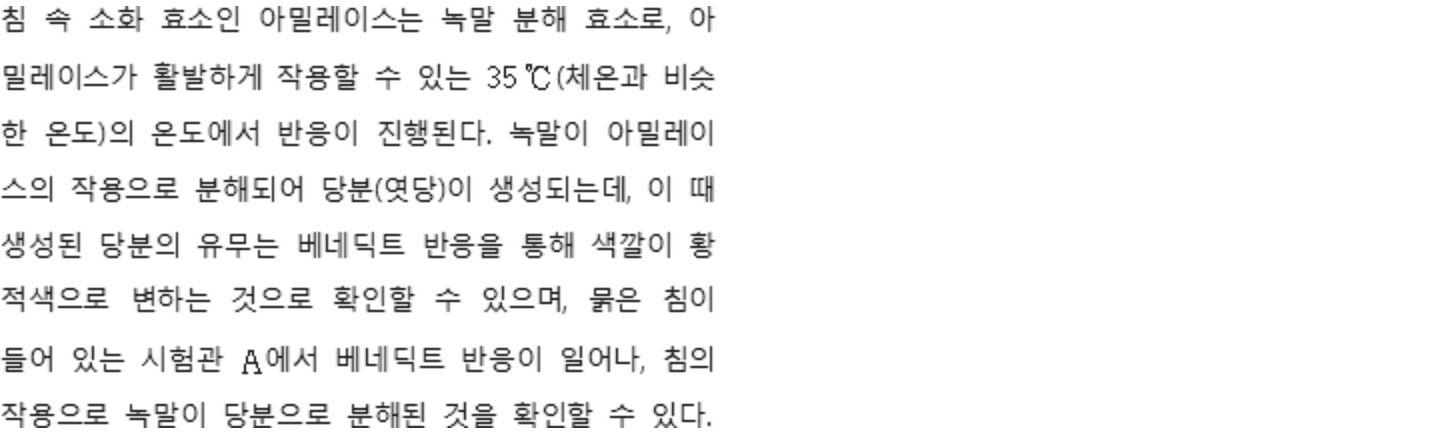 침 속 소화 효소인 아밀레이스는 녹말 분해 효소로, 아
밀레이스가 활발하게 작용할 수 있는 35℃(체온과 비슷
한 온도)의 온도에서 반응이 진행된다. 녹말이 아밀레이
스의 작용으로 분해되어 당분(엿당)이 생성되는데, 이 때
생성된 당분의 유무는 베네딕트 반응을 통해 색깔이 황
적색으로 변하는 것으로 확인할 수 있으며, 묽은 침이
들어 있는 시험관 A에서 베네딕트 반응이 일어나, 침의
작용으로 녹말이 당분으로 분해된 것을 확인할 수 있다.